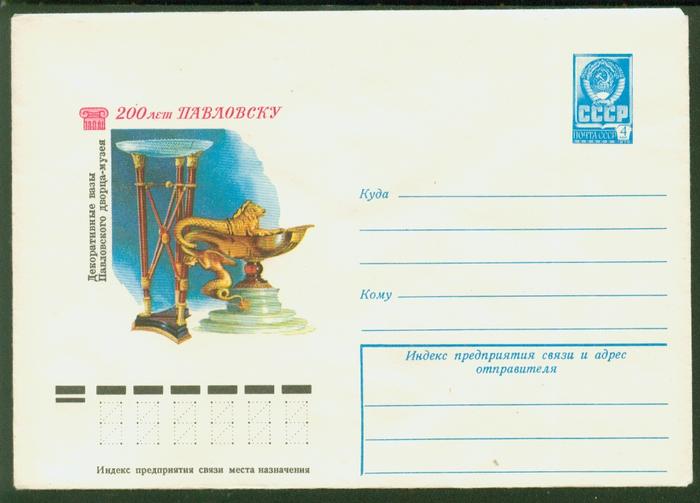 200 лет ПАВЛОВСКУ
Декоративные вазы
Павловского дворца-музея
СССР
ПОЧТА СССР 4
Куда
Кому
Индекс предприятия связи и адрес
отправителя
Индекс предприятия связи места назначения